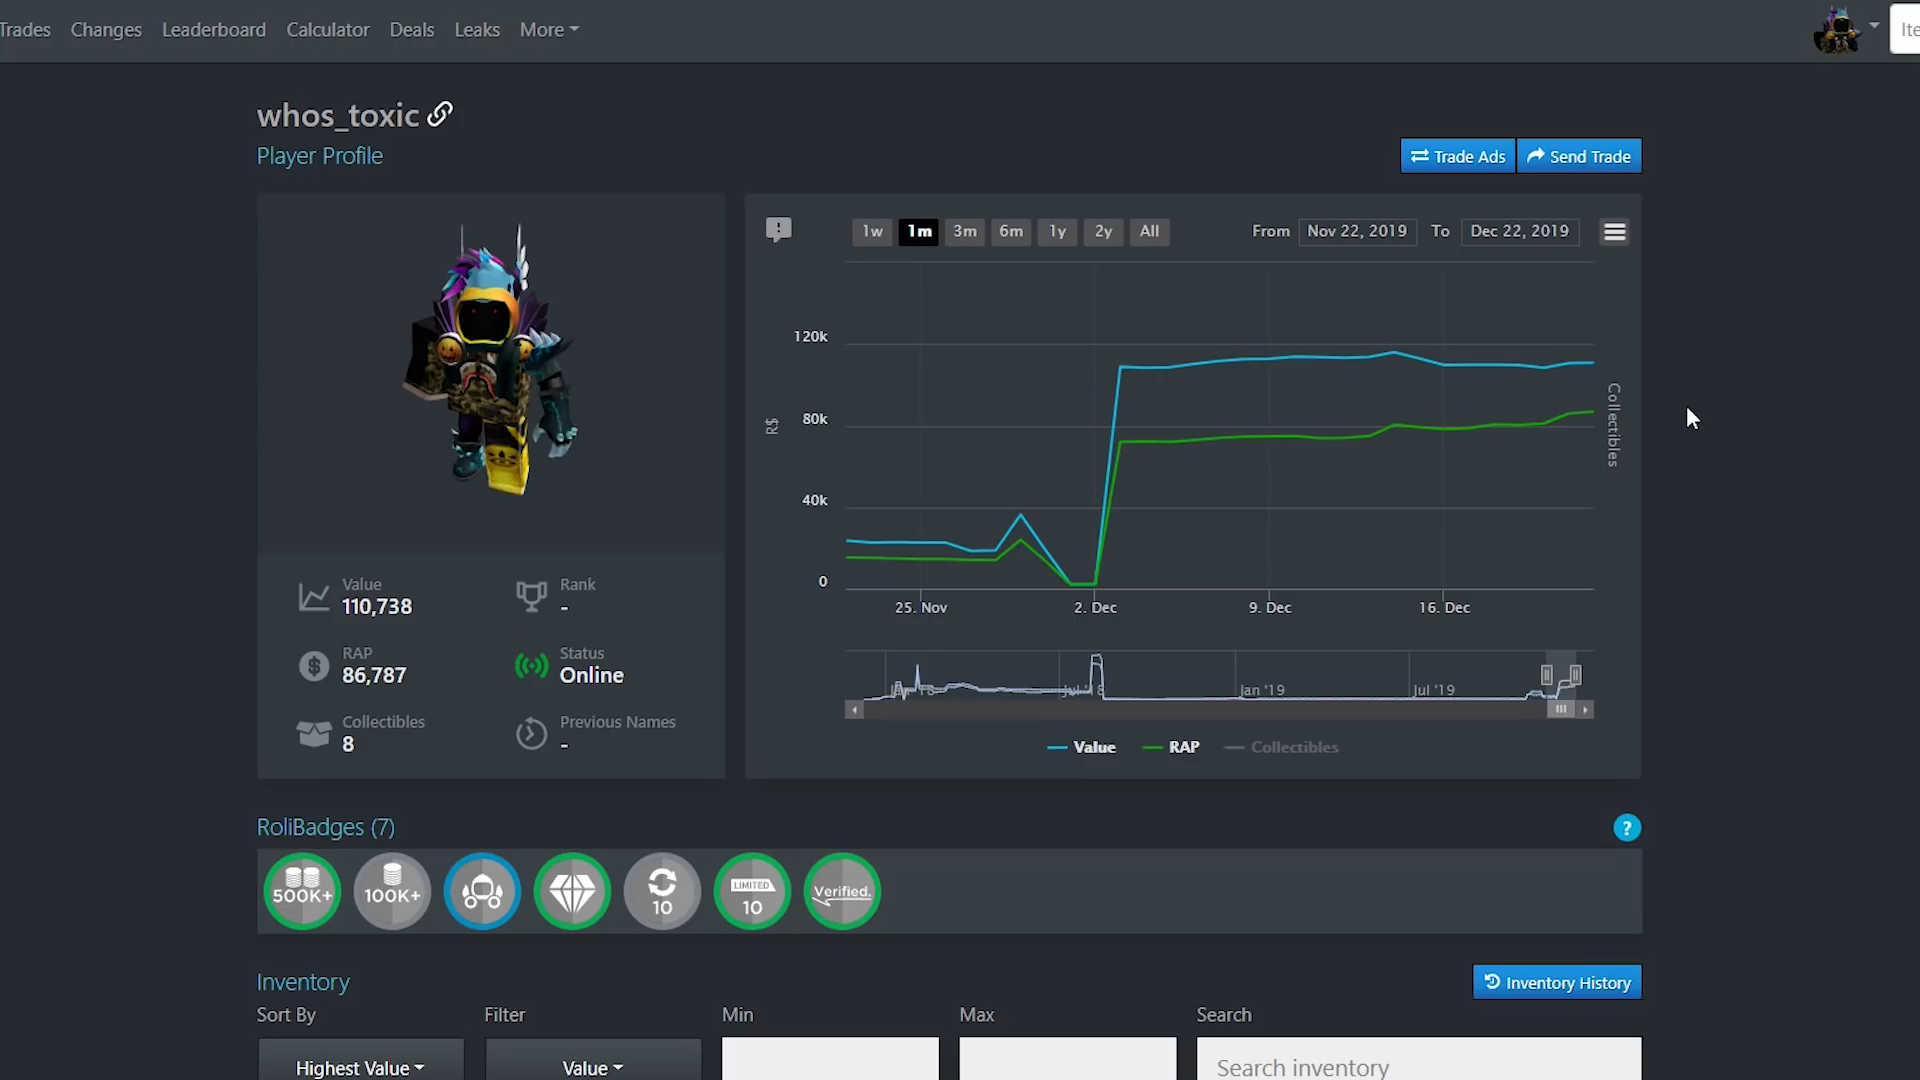 Trades Changes Leaderboard Calculator Deals Leaks More
Ite
whos_toxic
Player Profile
Trade Ads Send Trade
1w 1m 3m 6m 1y 2y All From Nov 22, 2019 To Dec 22, 2019
120k
80k
40k
0
R$
Collectibles
25. Nov 2. Dec 9. Dec 16. Dec
Jan '19 Jul '19
Value RAP Collectibles
Value
110,738
Rank
-
RAP
86,787
Status
Online
Collectibles
8
Previous Names
-
RoliBadges (7)
?
500K+ 100K+ 10 LIMITED 10 Verified.
Inventory
Inventory History
Sort By Filter Min Max Search
Highest Value Value Search inventory